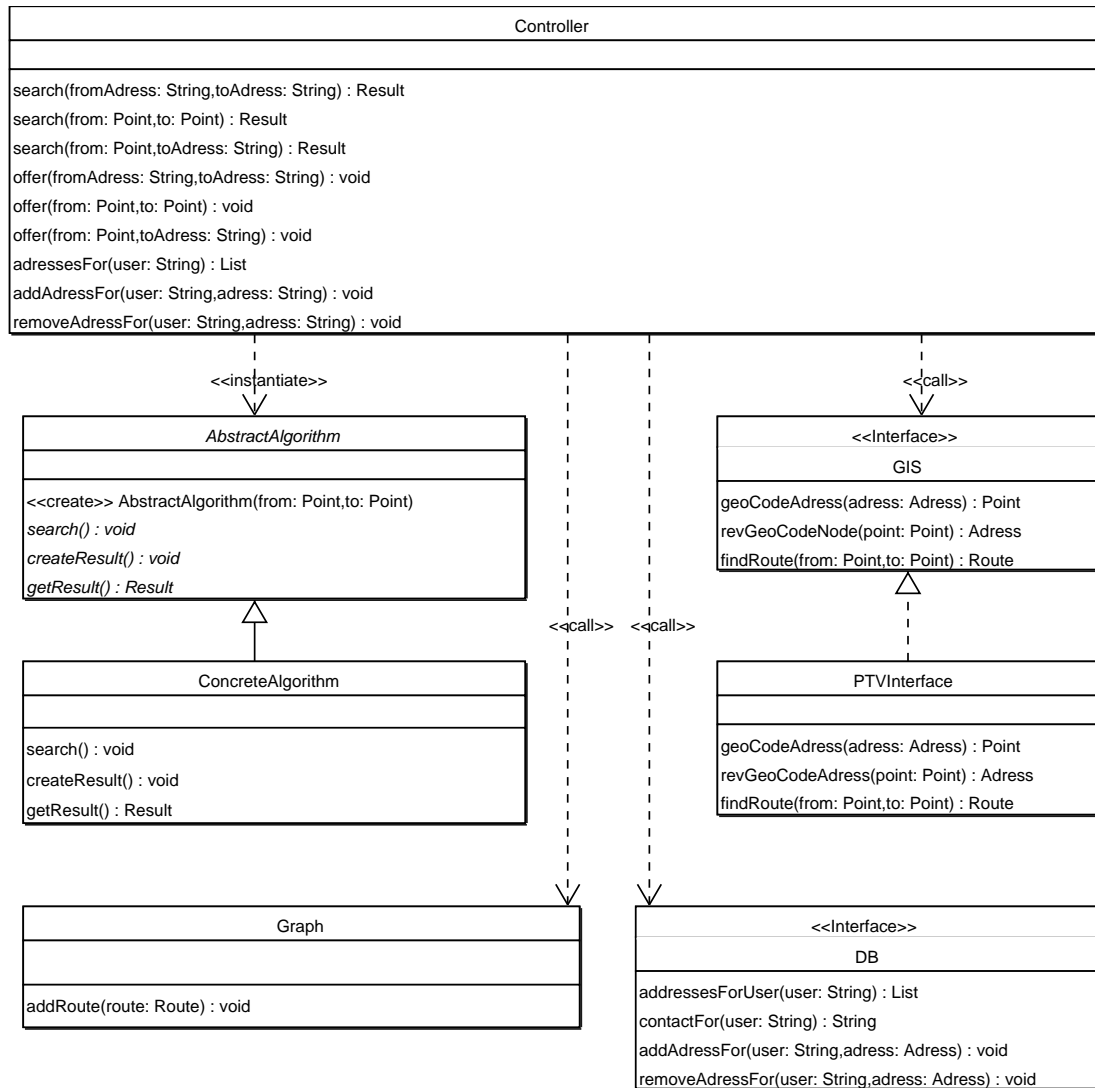 Controller
search(fromAdress: String,toAdress: String) : Result
search(from: Point,to: Point) : Result
search(from: Point,toAdress: String) : Result
offer(fromAdress: String,toAdress: String) : void
offer(from: Point,to: Point) : void
offer(from: Point,toAdress: String) : void
adressesFor(user: String) : List
addAdressFor(user: String,adress: String) : void
removeAdressFor(user: String,adress: String) : void
<<instantiate>>
<<call>>
AbstractAlgorithm
<<create>> AbstractAlgorithm(from: Point,to: Point)
search() : void
createResult() : void
getResult() : Result
<<Interface>>
GIS
geoCodeAdress(adress: Adress) : Point
revGeoCodeNode(point: Point) : Adress
findRoute(from: Point,to: Point) : Route
<<call>>
<<call>>
ConcreteAlgorithm
search() : void
createResult() : void
getResult() : Result
PTVInterface
geoCodeAdress(adress: Adress) : Point
revGeoCodeAdress(point: Point) : Adress
findRoute(from: Point,to: Point) : Route
Graph
addRoute(route: Route) : void
<<Interface>>
DB
addressesForUser(user: String) : List
contactFor(user: String) : String
addAdressFor(user: String,adress: Adress) : void
removeAdressFor(user: String,adress: Adress) : void